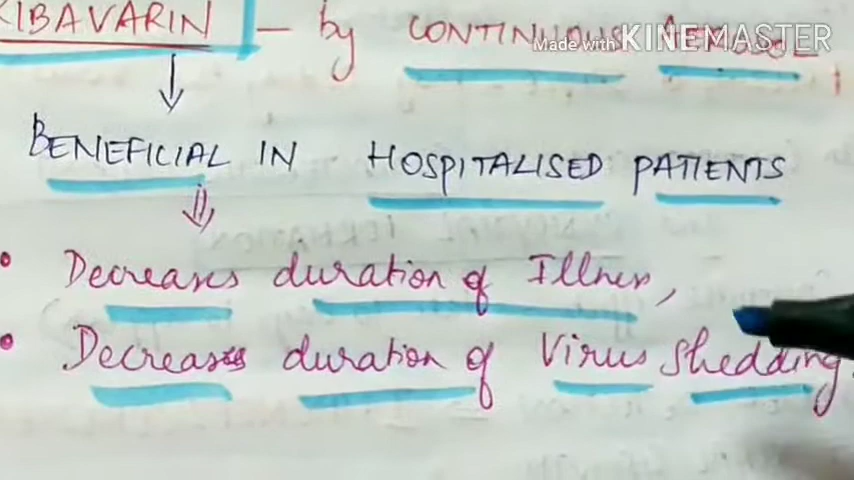 RIBAVARIN — by CONTINUOUS AEROSOL
Made with KINEMASTER
BENEFICIAL IN HOSPITALISED PATIENTS
• Decreases duration of Illness,
• Decreases duration of Virus shedding.